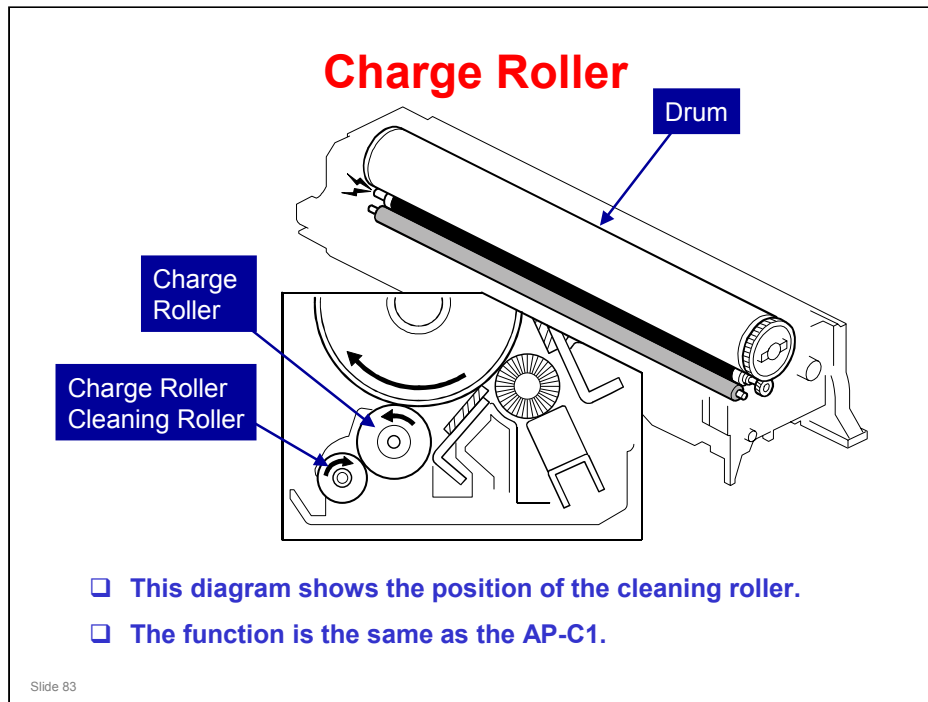 Charge Roller
Drum
Charge
Roller
Charge Roller
Cleaning Roller
❑ This diagram shows the position of the cleaning roller.
❑ The function is the same as the AP-C1.
Slide 83